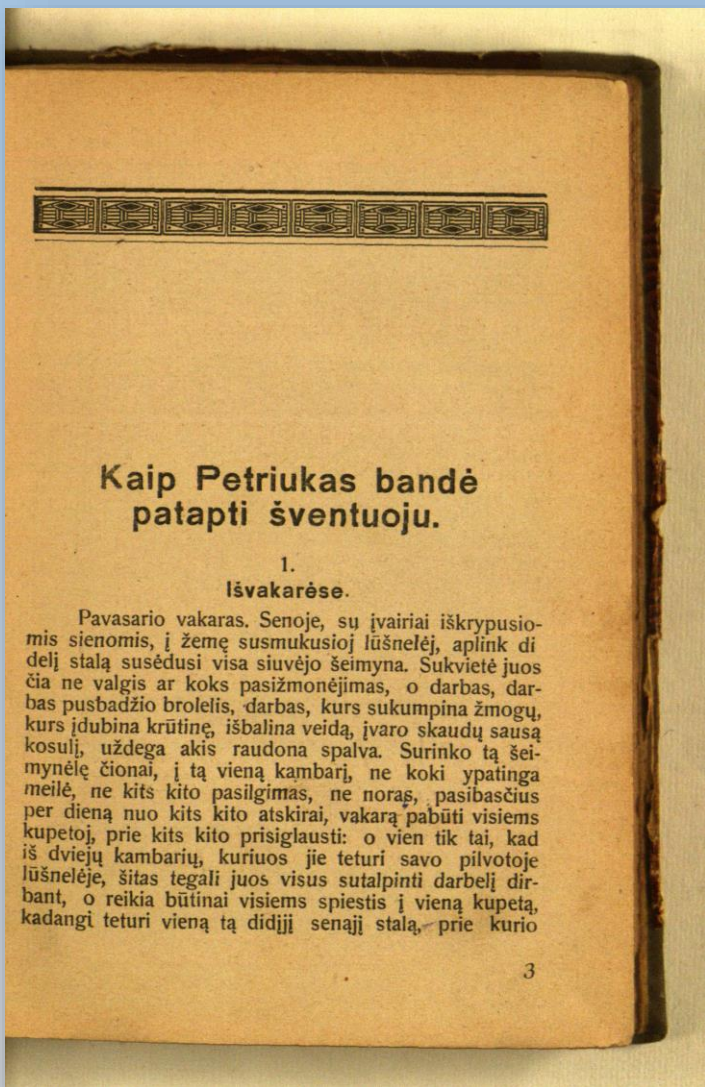 Kaip Petriukas bandė
patapti šventuoju.
1.
Išvakarėse.
Pavasario vakaras. Senoje, su įvairiai iškrypusio-
mis sienomis, į žemę susmukusioj lūšnelėj, aplink di
delį stalą susėdusi visa siuvėjo šeimyna. Sukvietė juos
čia ne valgis ar koks pasižmonėjimas, o darbas, dar-
bas pusbadžio brolelis, darbas, kurs sukumpina žmogų,
kurs įdubina krūtinę, išbalina veidą, įvaro skaudų sausą
kosulį, uždega akis raudona spalva. Surinko tą šei-
mynėlę čionai, į tą vieną kambarį, ne koki ypatinga
meilė, ne kits kito pasilgimas, ne noras, pasibasčius
per dieną nuo kits kito atskirai, vakarą pabūti visiems
kupetoj, prie kits kito prisiglausti: o vien tik tai, kad
iš dviejų kambarių, kuriuos jie teturi savo pilvotoje
lūšnelėje, šitas tegali juos visus sutalpinti darbelį dir-
bant, o reikia būtinai visiems spiestis į vieną kupetą,
kadangi teturi vieną tą didįjį senąjį stalą, prie kurio
3